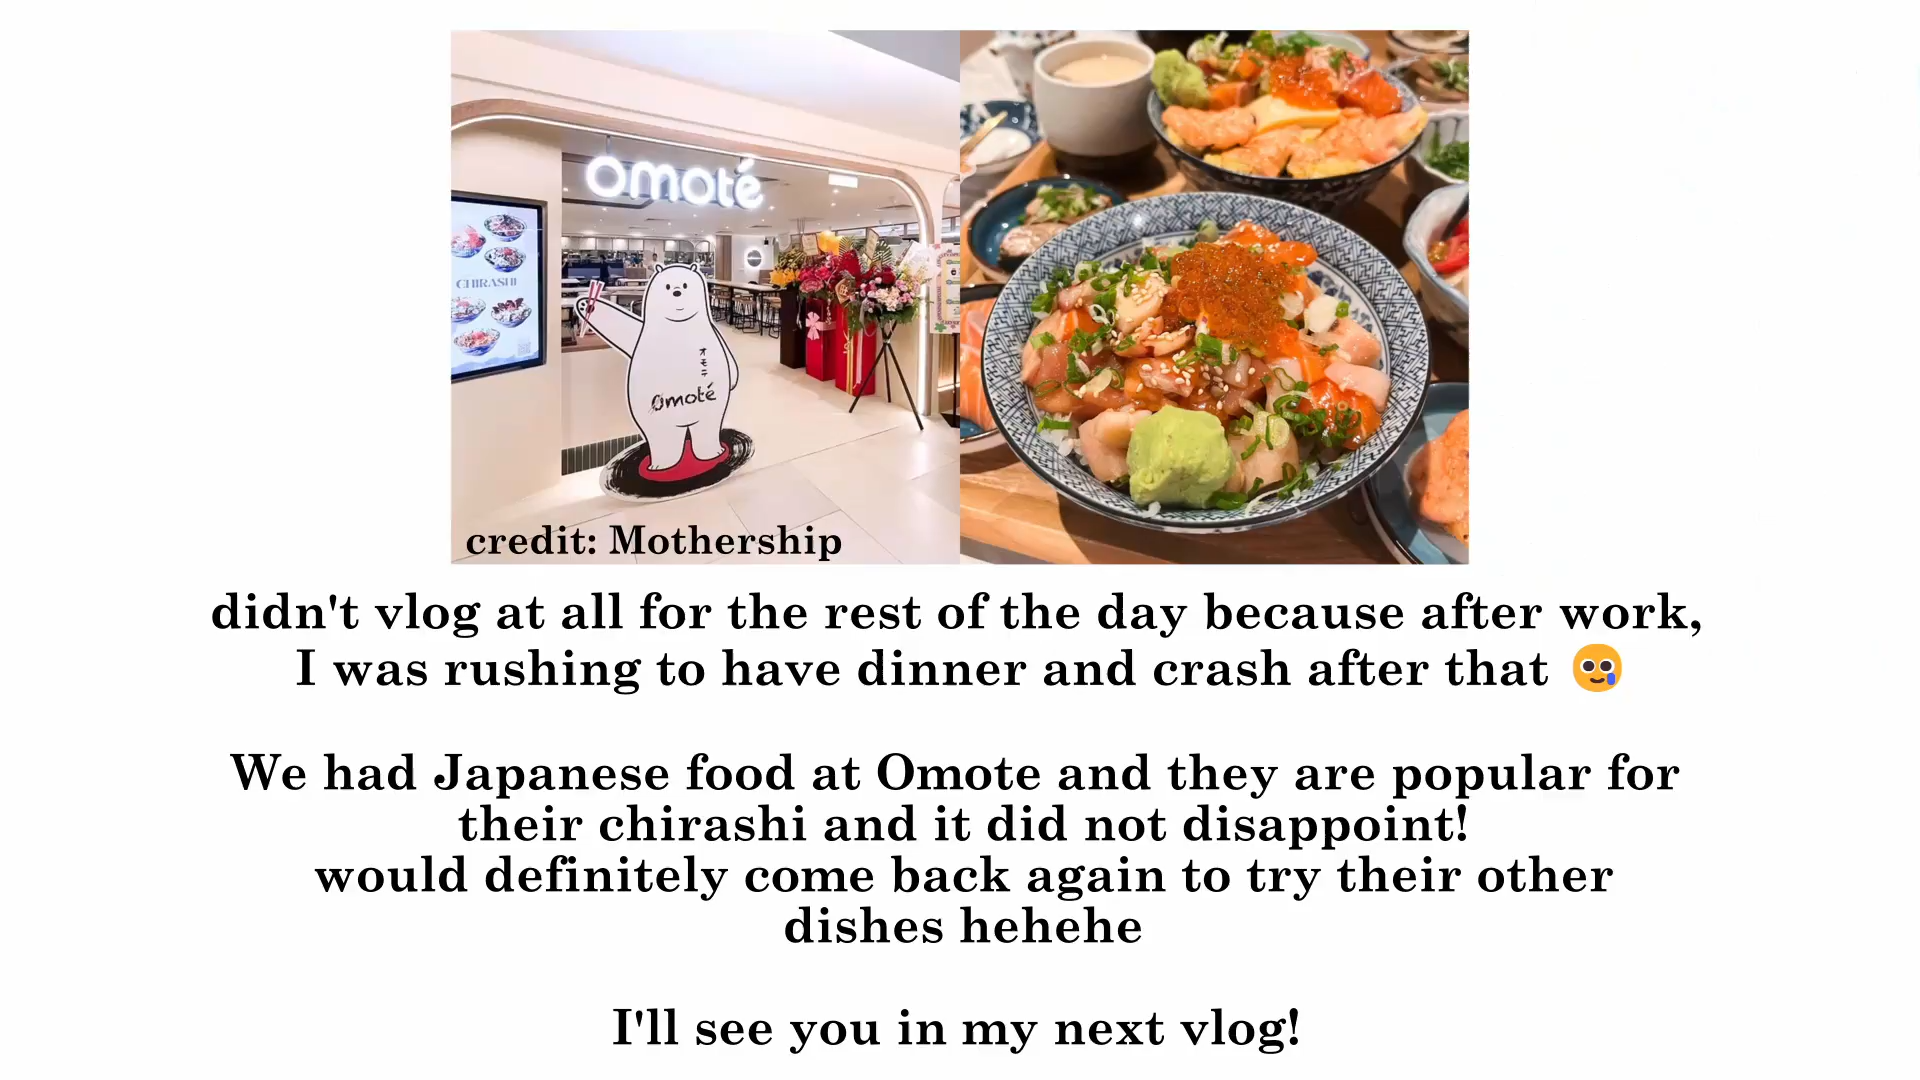 omoté
CHIRASHI
オモテ
omoté
credit: Mothership
didn't vlog at all for the rest of the day because after work,
I was rushing to have dinner and crash after that 🥲
We had Japanese food at Omote and they are popular for
their chirashi and it did not disappoint!
would definitely come back again to try their other
dishes hehehe
I'll see you in my next vlog!